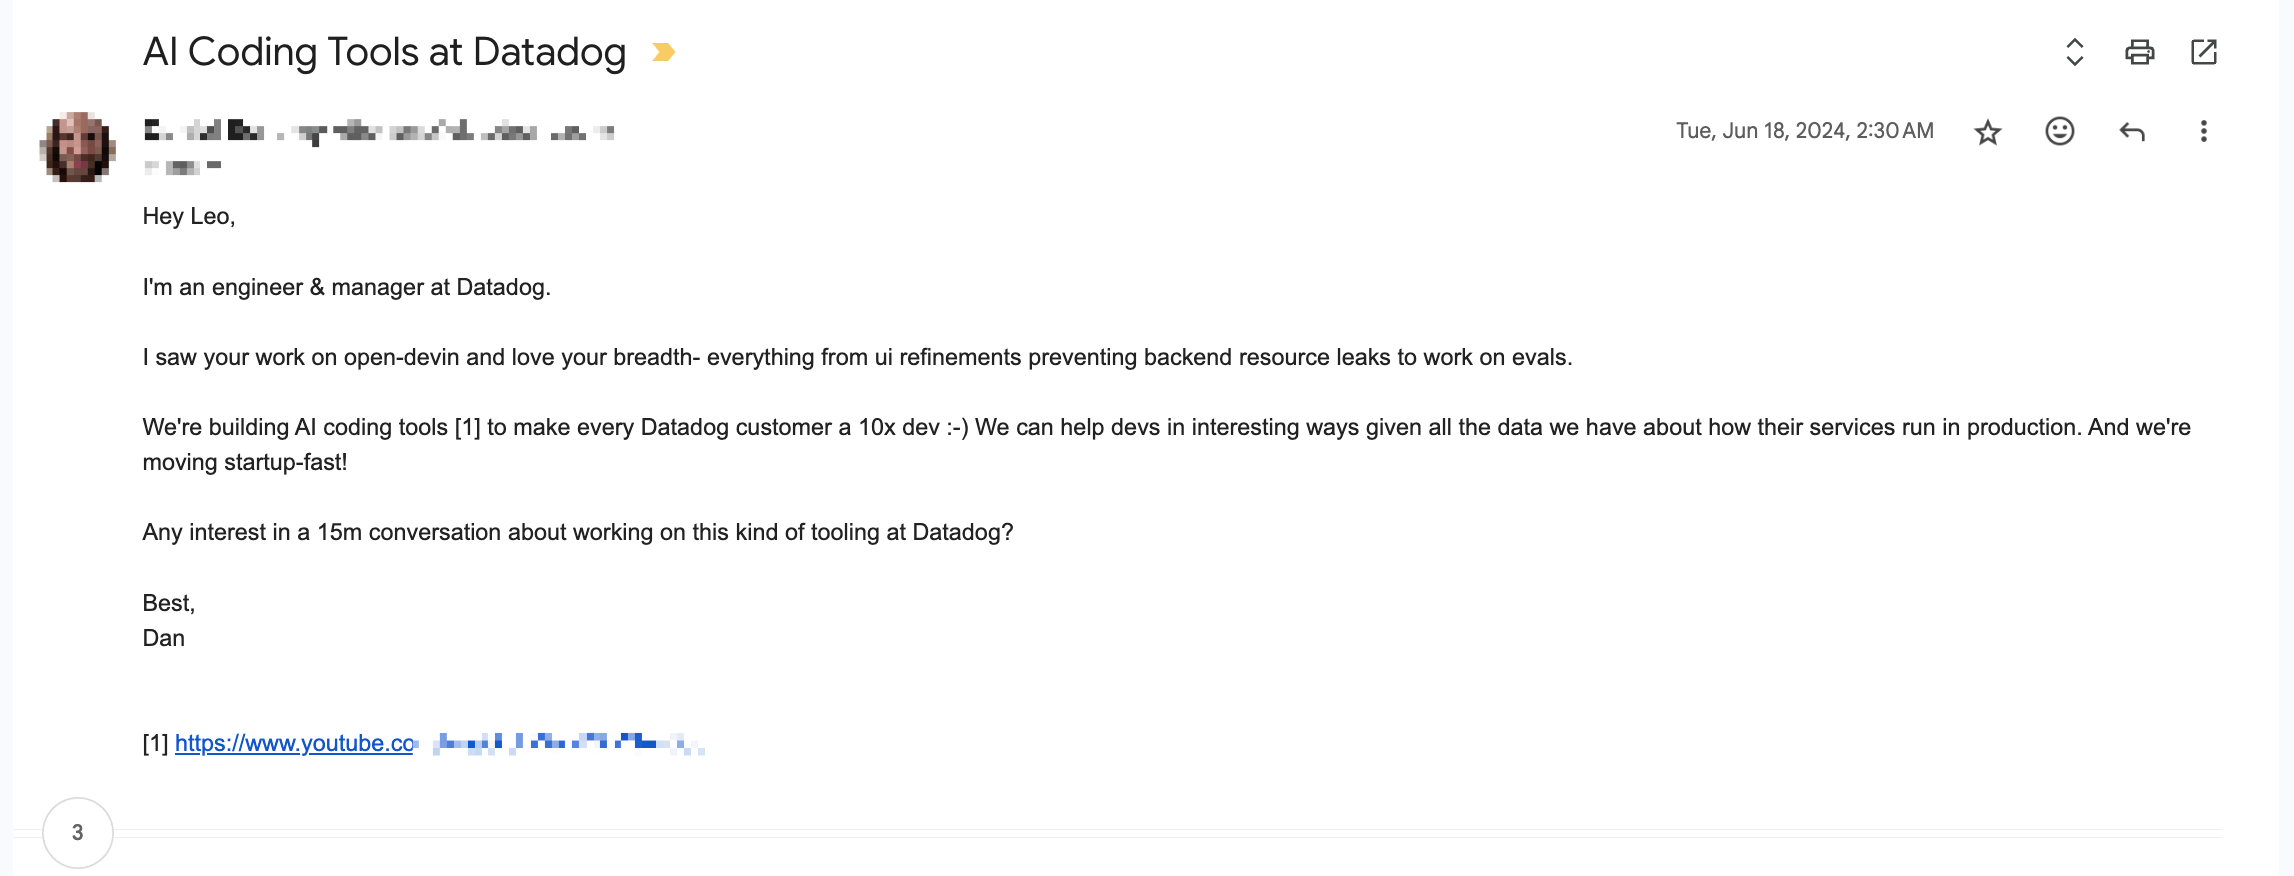 AI Coding Tools at Datadog
Tue, Jun 18, 2024, 2:30 AM
Hey Leo,
I'm an engineer & manager at Datadog.
I saw your work on open-devin and love your breadth- everything from ui refinements preventing backend resource leaks to work on evals.
We're building AI coding tools [1] to make every Datadog customer a 10x dev :-) We can help devs in interesting ways given all the data we have about how their services run in production. And we're
moving startup-fast!
Any interest in a 15m conversation about working on this kind of tooling at Datadog?
Best,
Dan
[1] https://www.youtube.co
3